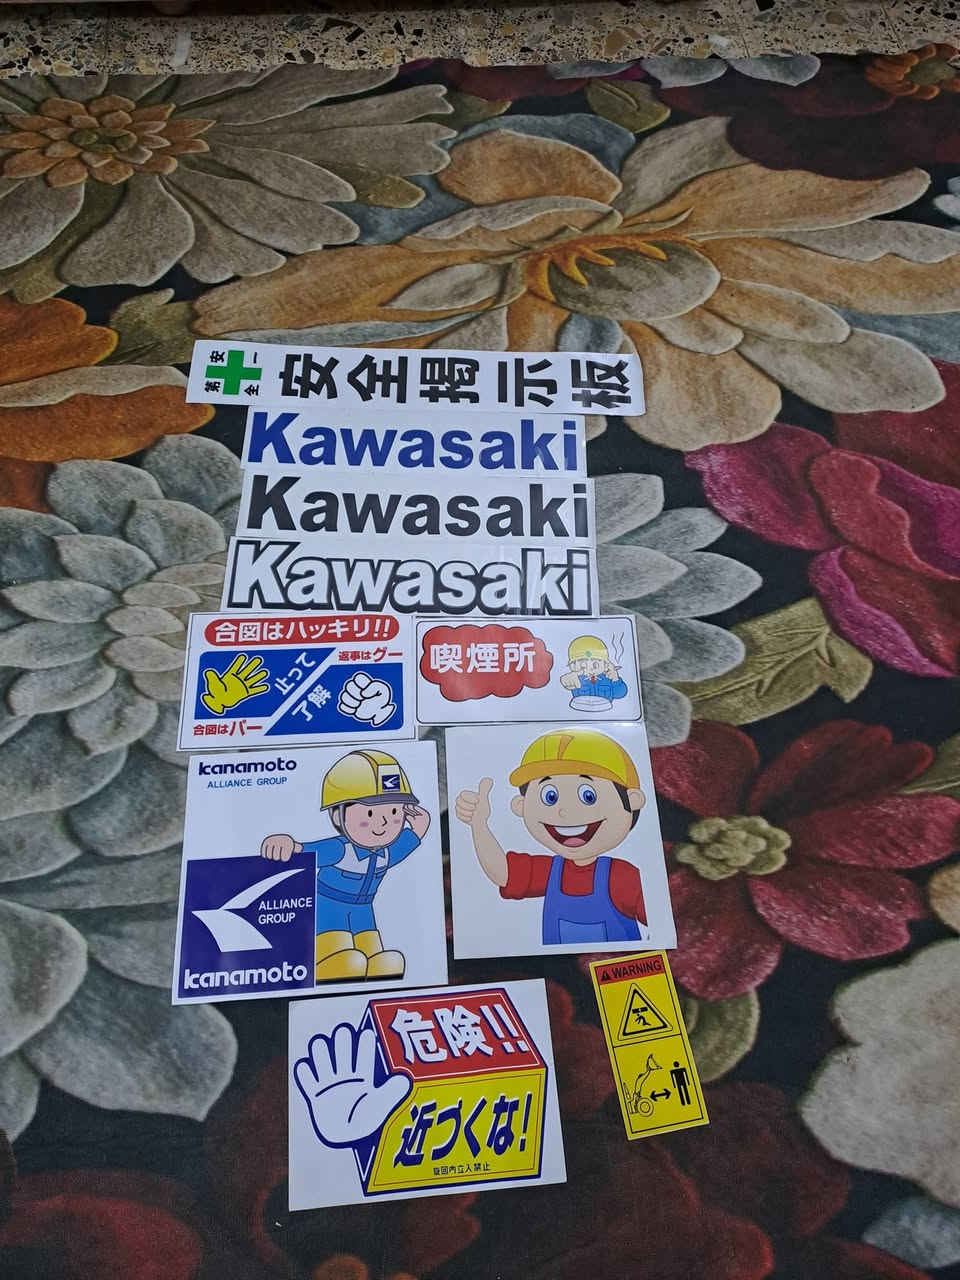 安全第一
安全掲示板
Kawasaki
Kawasaki
Kawasaki
合図はハッキリ!!
返事はグー
止って
了解
合図はパー
喫煙所
kanamoto
ALLIANCE GROUP
ALLIANCE
GROUP
kanamoto
WARNING
危険!!
近づくな!
旋回内立入禁止